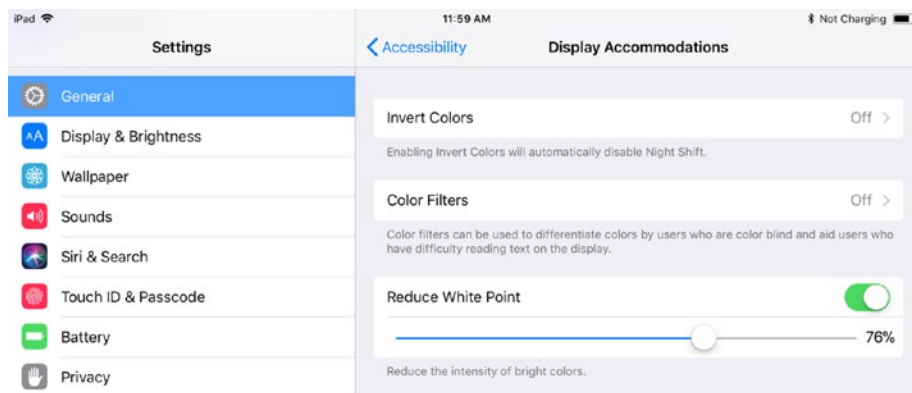 iPad 11:59 AM Not Charging
Settings
General
AA Display & Brightness
Wallpaper
Sounds
Siri & Search
Touch ID & Passcode
Battery
Privacy
Accessibility Display Accommodations
Invert Colors Off
Enabling Invert Colors will automatically disable Night Shift.
Color Filters Off
Color filters can be used to differentiate colors by users who are color blind and aid users who
have difficulty reading text on the display.
Reduce White Point
76%
Reduce the intensity of bright colors.